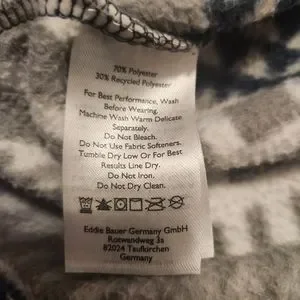 70% Polyester
30% Recycled Polyester
For Best Performance, Wash
Before Wearing.
Machine Wash Warm Delicate
Separately.
Do Not Bleach.
Do Not Use Fabric Softeners.
Tumble Dry Low Or For Best
Results Line Dry.
Do Not Iron.
Do Not Dry Clean.
Eddie Bauer Germany GmbH
Rotwandweg 3a
82024 Taufkirchen
Germany